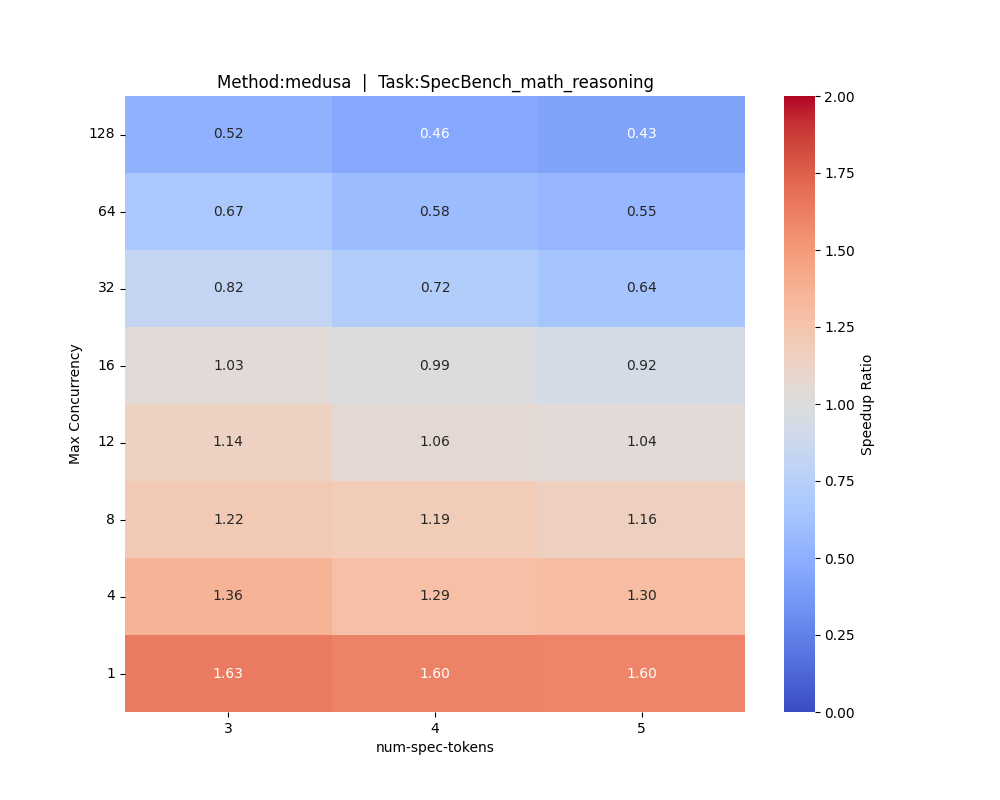 Method:medusa | Task:SpecBench_math_reasoning
128 0.52 0.46 0.43
64 0.67 0.58 0.55
32 0.82 0.72 0.64
16 1.03 0.99 0.92
12 1.14 1.06 1.04
8 1.22 1.19 1.16
4 1.36 1.29 1.30
1 1.63 1.60 1.60
3 4 5
num-spec-tokens
Max Concurrency
2.00
1.75
1.50
1.25
1.00
0.75
0.50
0.25
0.00
Speedup Ratio